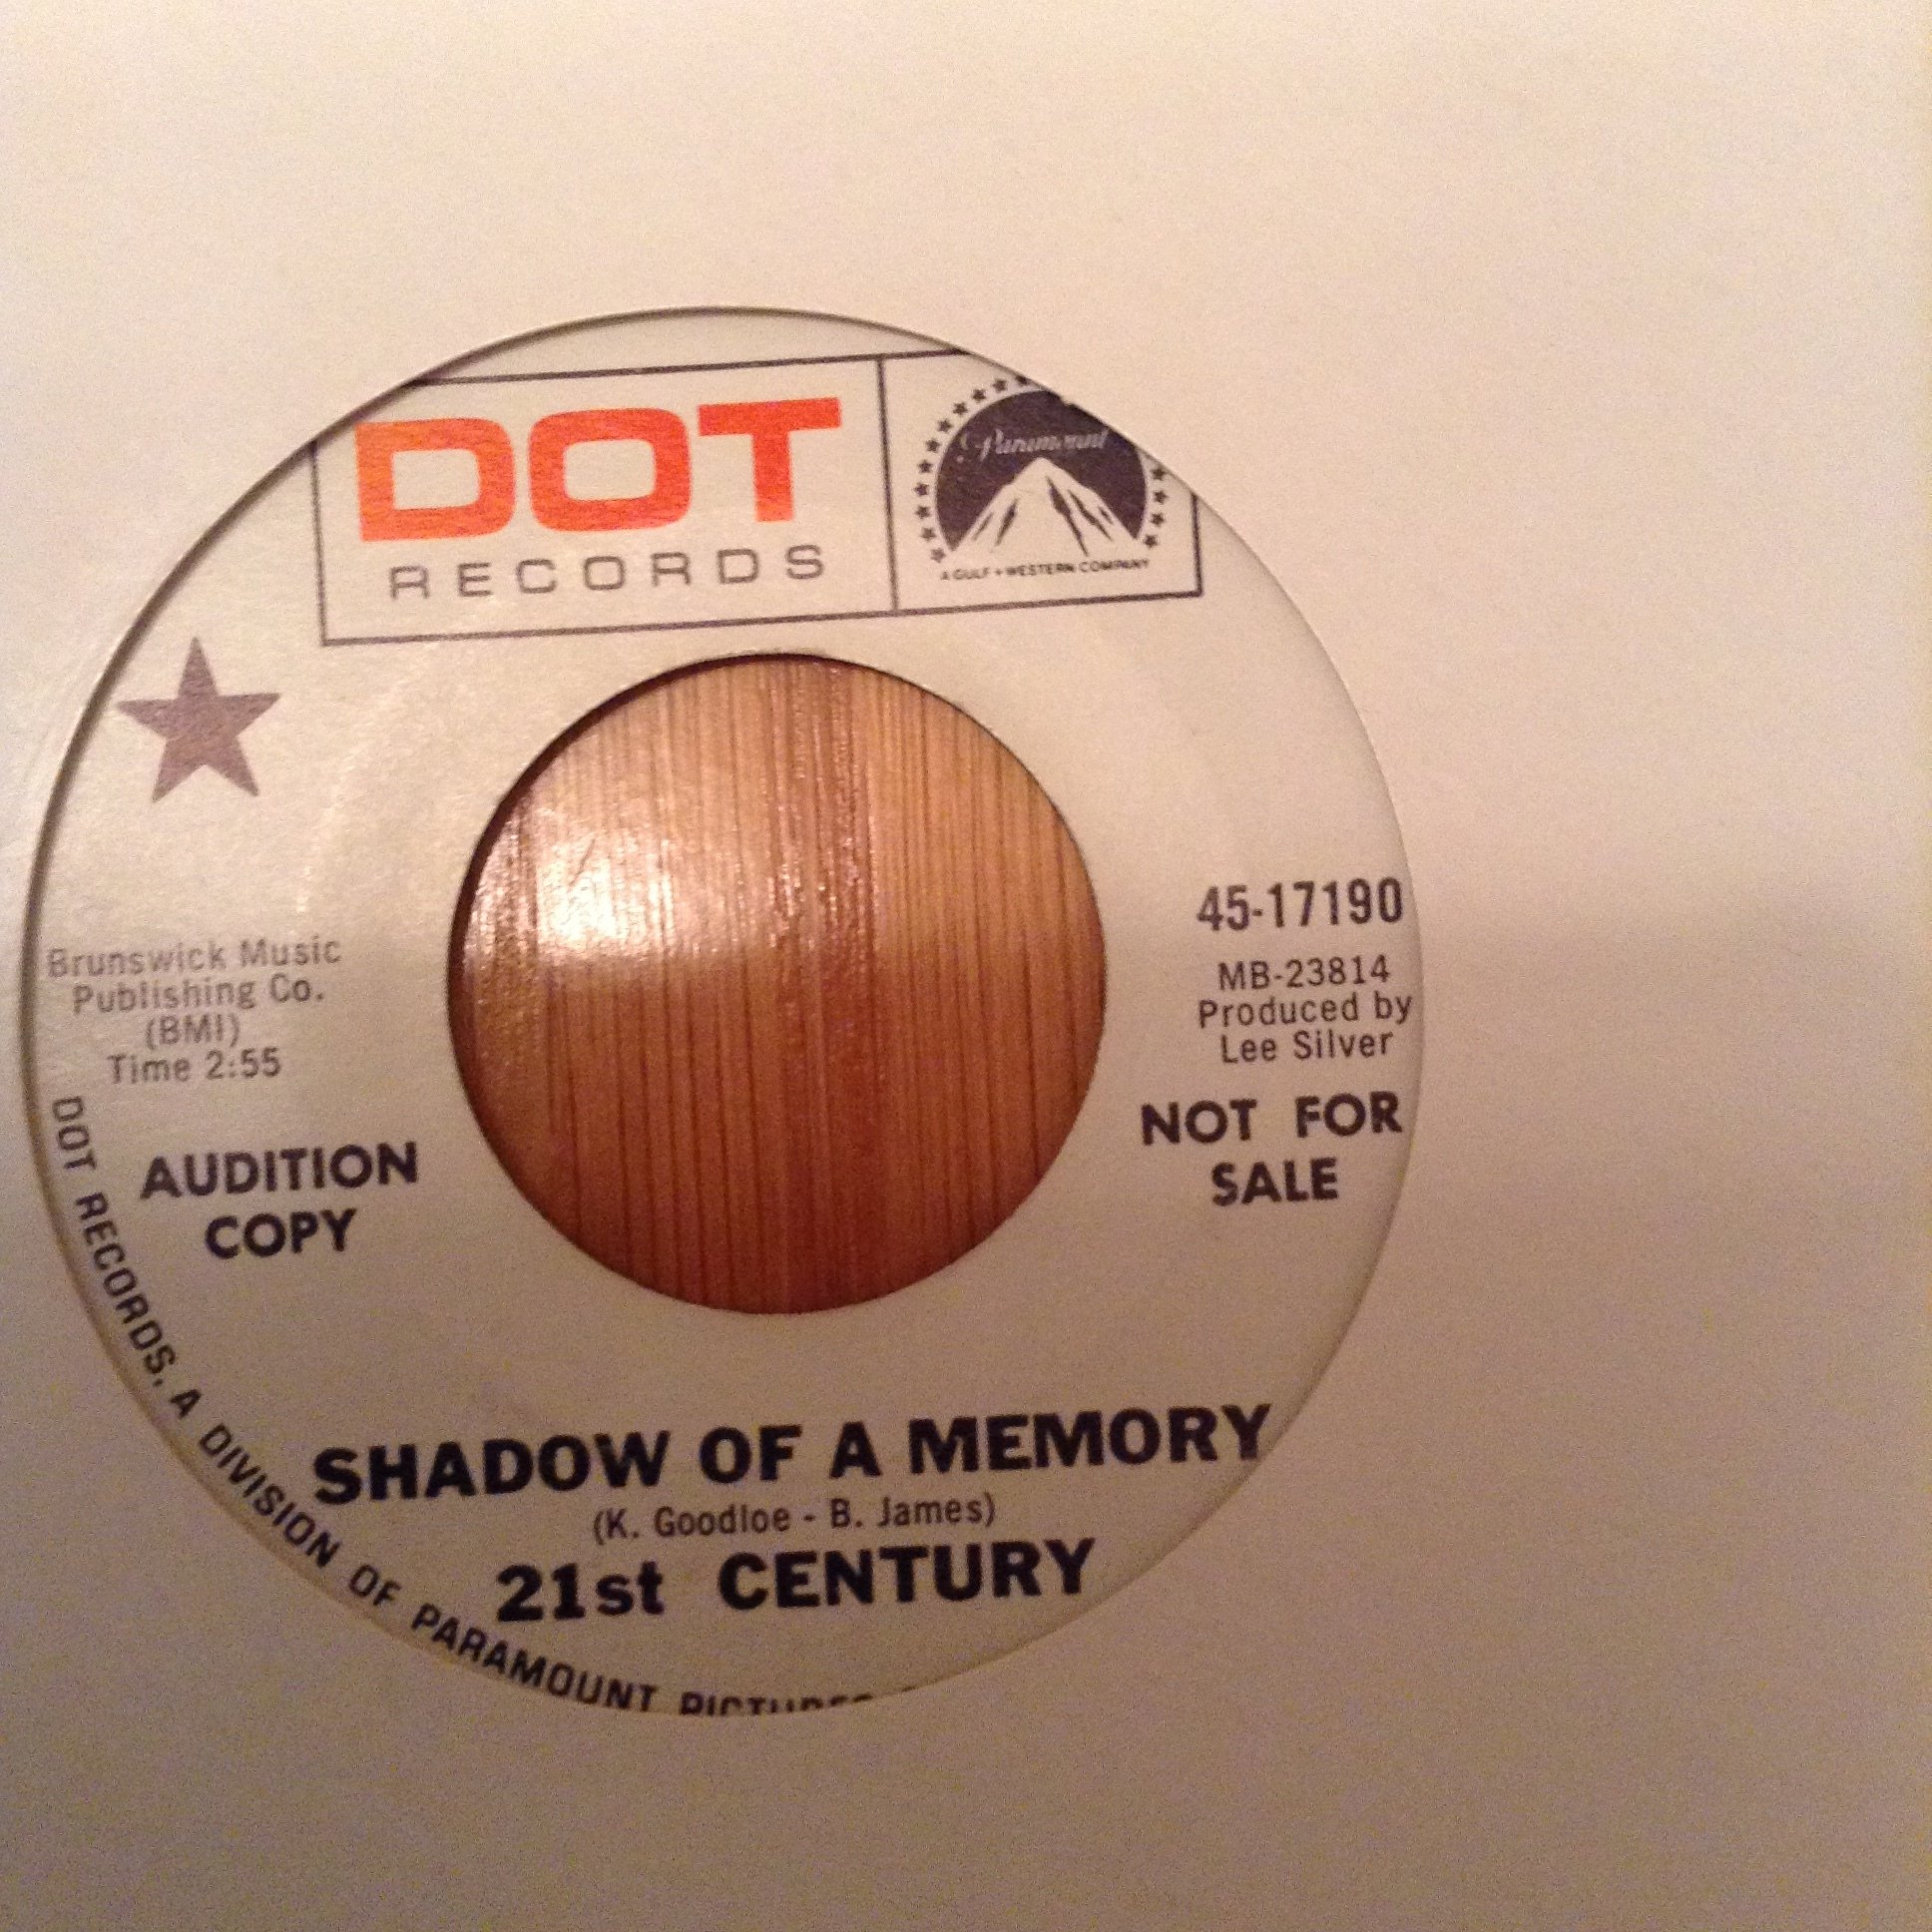 DOT
RECORDS
Paramount
A GULF + WESTERN COMPANY
Brunswick Music
Publishing Co.
(BMI)
Time 2:55
AUDITION
COPY
45-17190
MB-23814
Produced by
Lee Silver
NOT FOR
SALE
SHADOW OF A MEMORY
(K. Goodloe - B. James)
21st CENTURY
DOT RECORDS, A DIVISION OF PARAMOUNT PICTURES